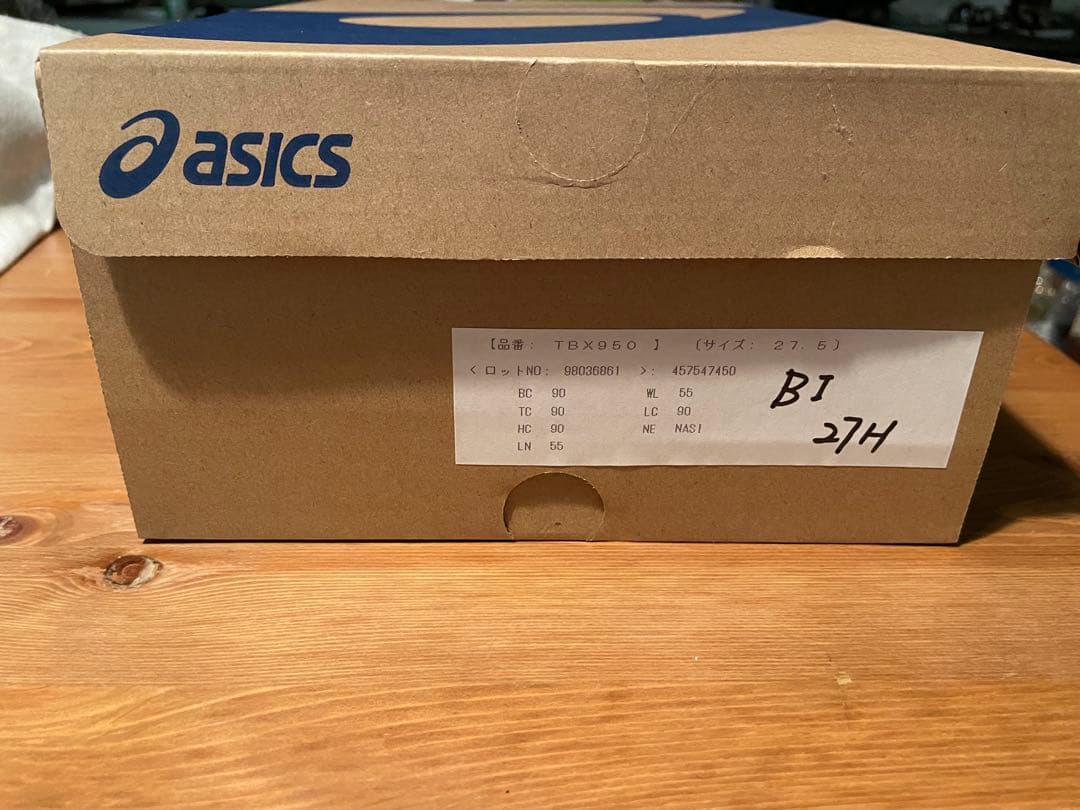 asics
【品番: TBX950 】 (サイズ: 27.5)
<ロットNO: 98036861 >: 457547450
BC 90 WL 55
TC 90 LC 90
HC 90 NE NASI
LN 55
BI
27H